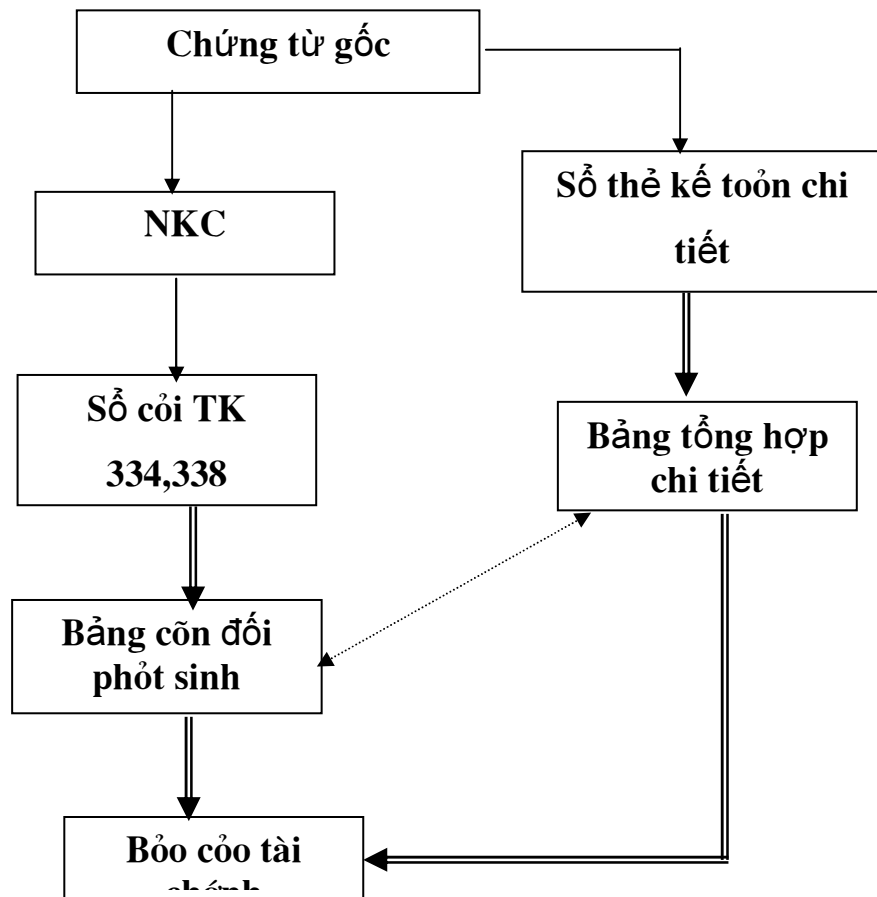 Chứng từ gốc
Sổ thẻ kế toỏn chi
tiết
NKC
Sổ cỏi TK
334,338
Bảng tổng hợp
chi tiết
Bảng cõn đối
phỏt sinh
Bỏo cỏo tài